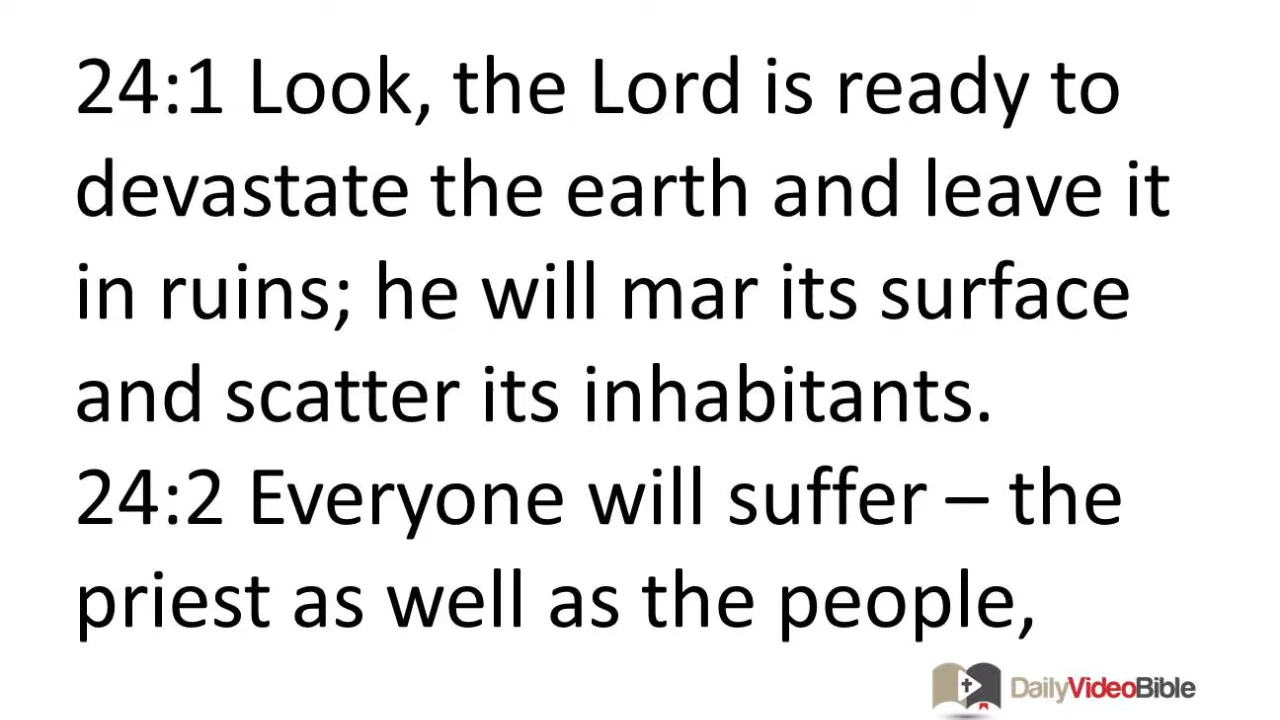 24:1 Look, the Lord is ready to
devastate the earth and leave it
in ruins; he will mar its surface
and scatter its inhabitants.
24:2 Everyone will suffer – the
priest as well as the people,
DailyVideoBible